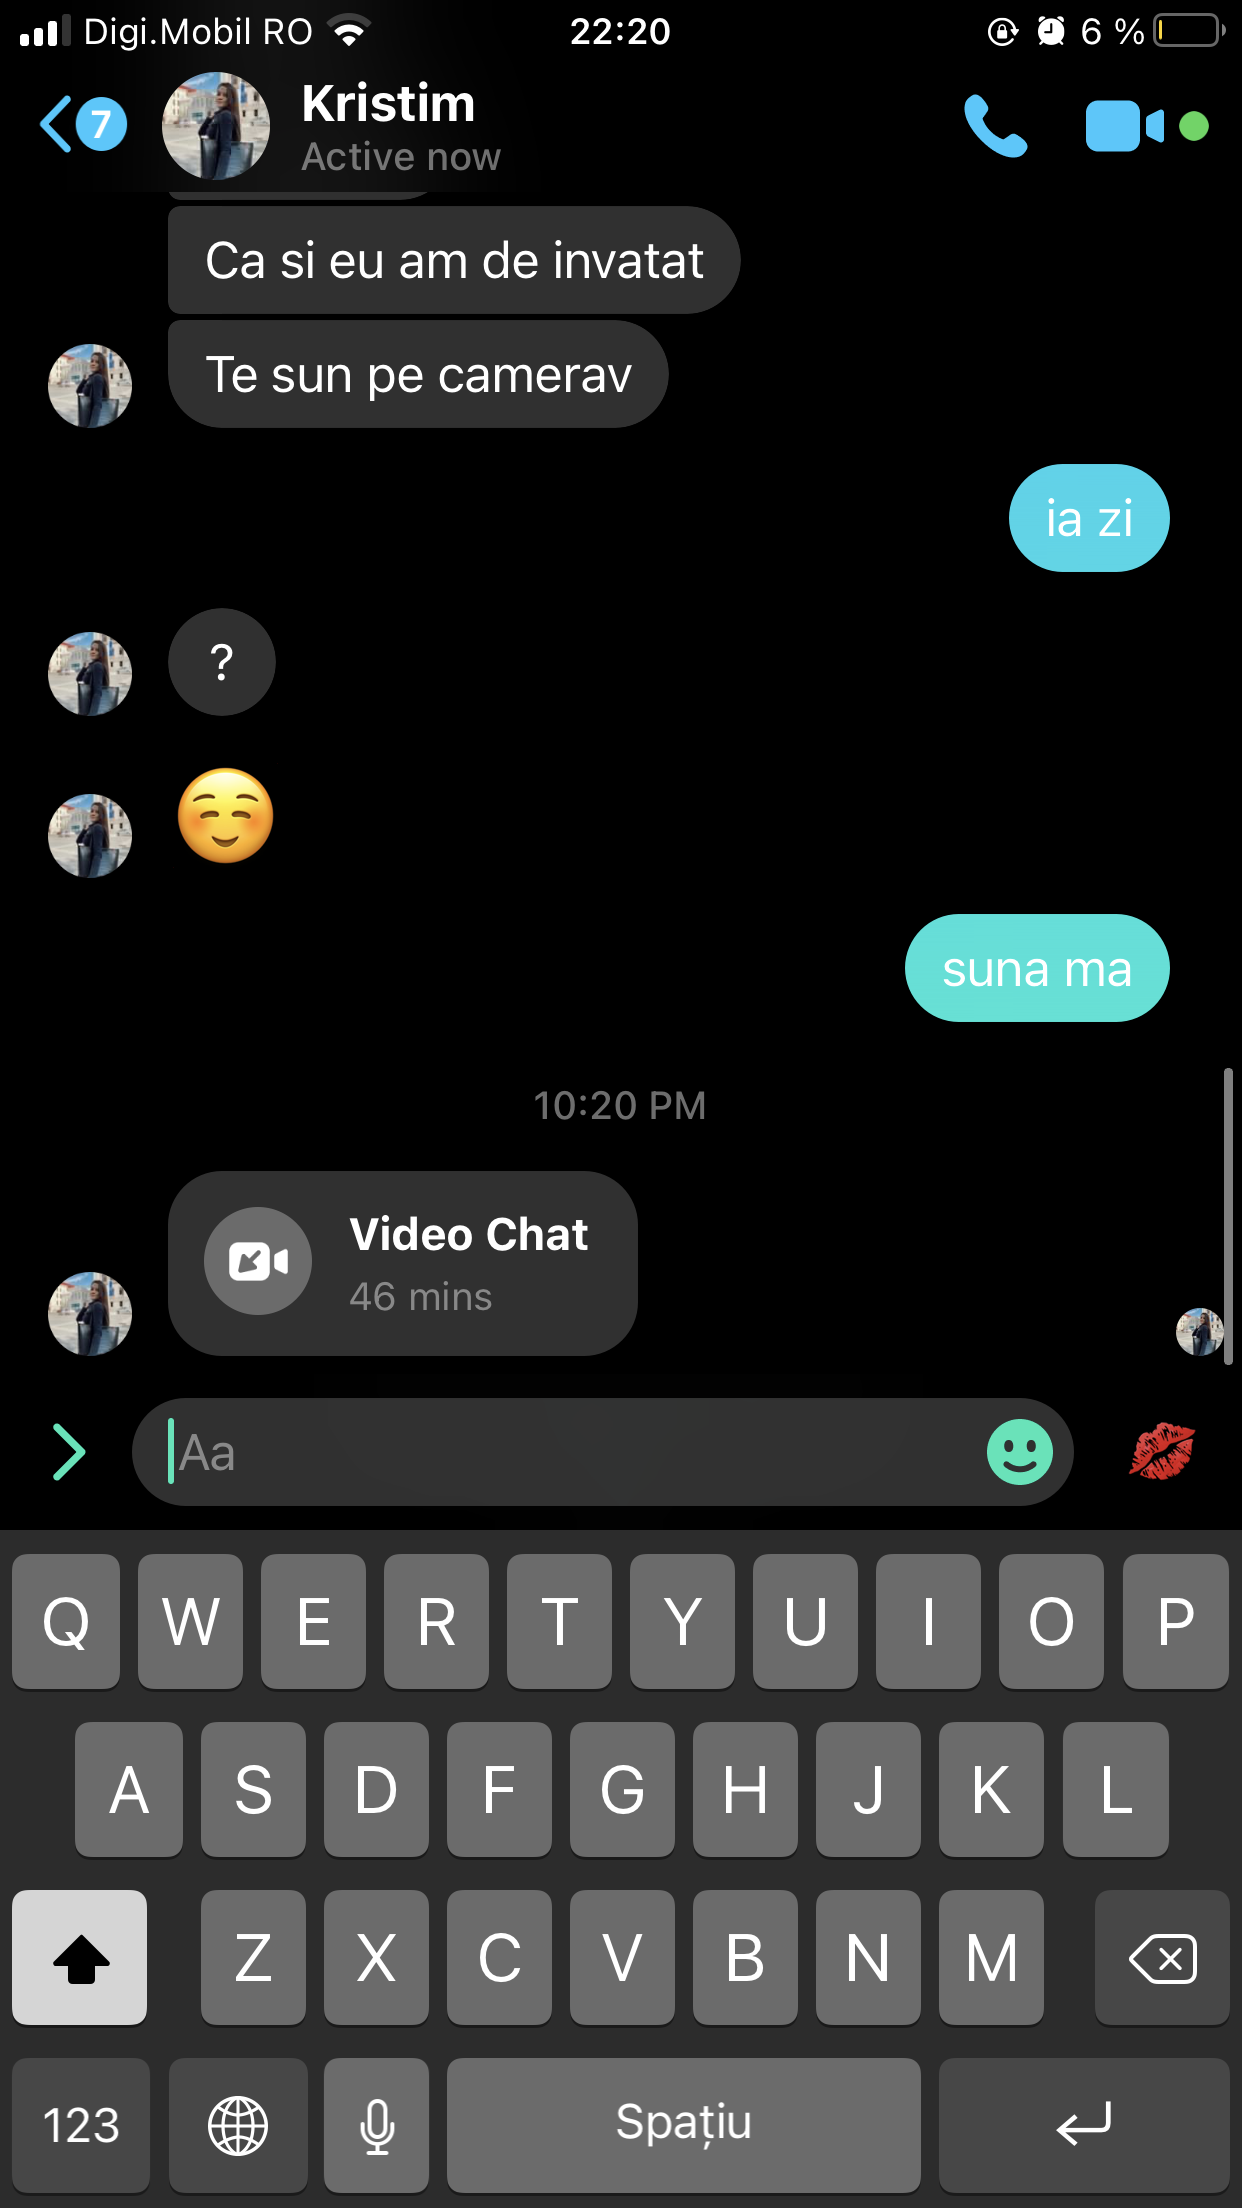 Digi.Mobil RO 22:20 6 %
7 Kristim
Active now
Ca si eu am de invatat
Te sun pe camerav
ia zi
?
suna ma
10:20 PM
Video Chat
46 mins
Aa
Q W E R T Y U I O P
A S D F G H J K L
Z X C V B N M
123 Spațiu